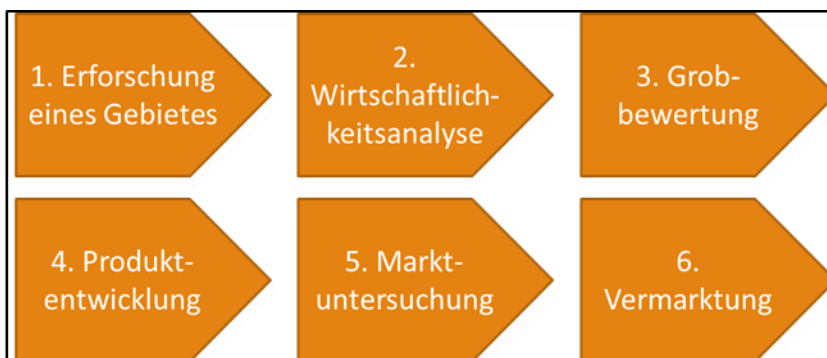 1. Erforschung
eines Gebietes
2.
Wirtschaftlich-
keitsanalyse
3. Grob-
bewertung
4. Produkt-
entwicklung
5. Markt-
untersuchung
6.
Vermarktung